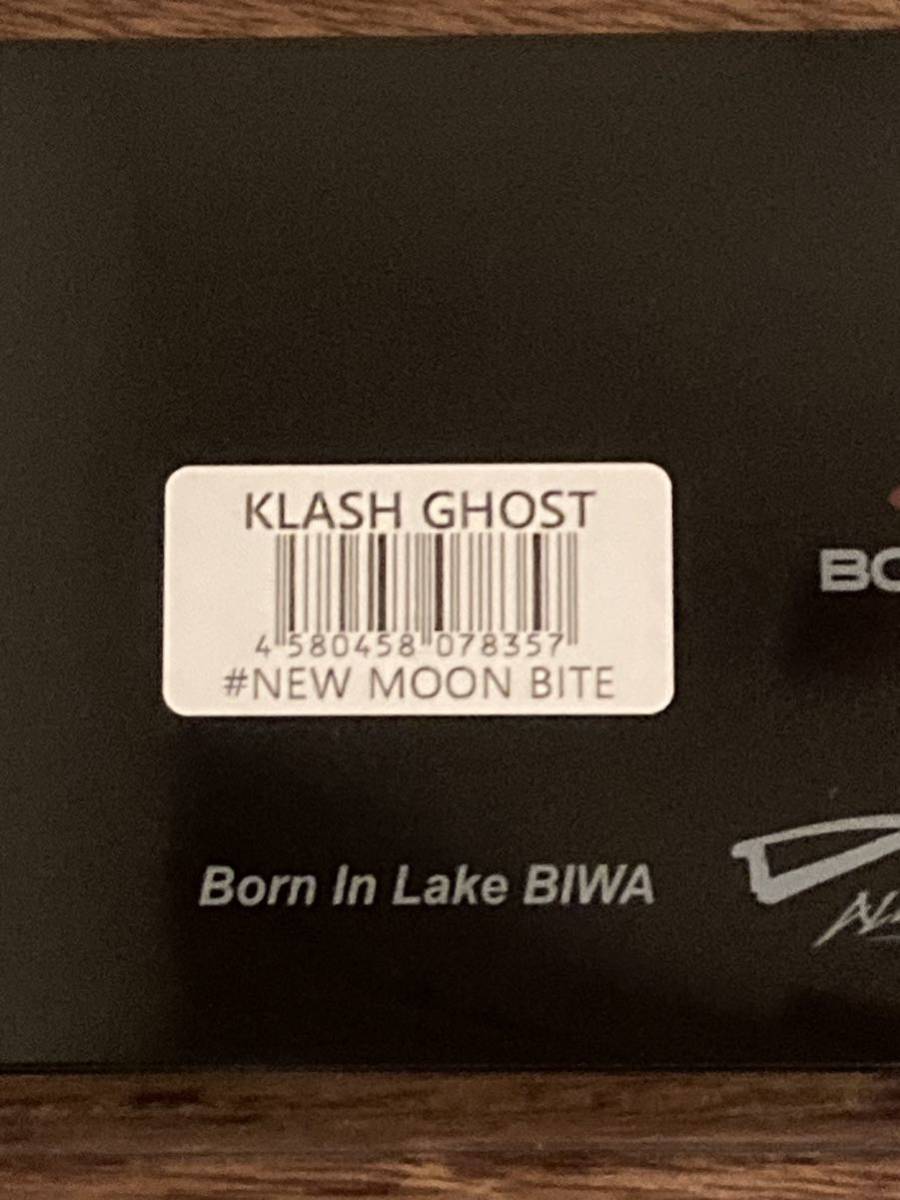 KLASH GHOST
4 580458 078357
#NEW MOON BITE
Born In Lake BIWA